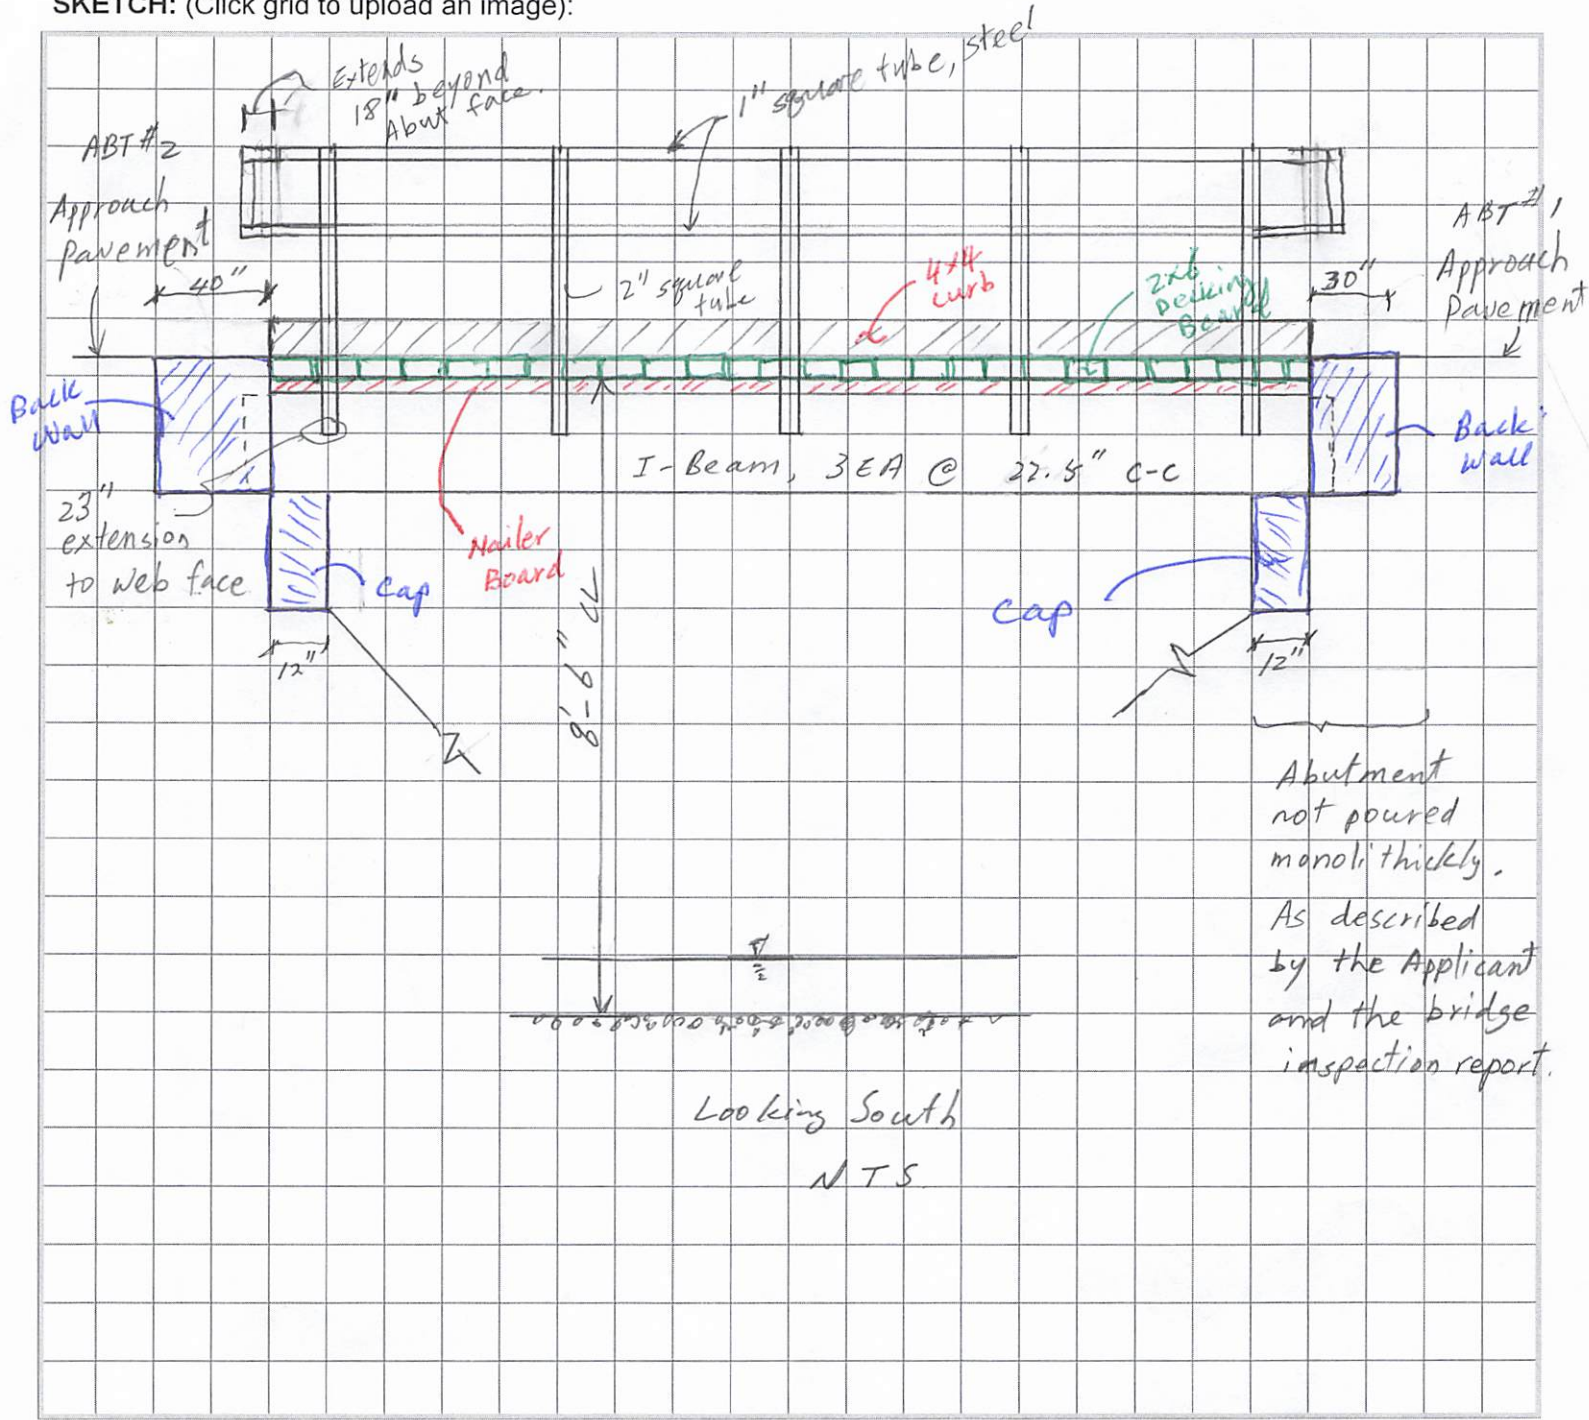 SKETCH: (Click grid to upload an image):
Extends
18" beyond
Abut face.
1" square tube, steel
ABT #2
Approach
Pavement
40"
2" square
tube
4x4
curb
2x6
Decking
Board
30"
ABT #1
Approach
Pavement
Back
Wall
I-Beam, 3EA @ 22.5" c-c
Back
Wall
23"
extension
to web face
Nailer
Board
Cap
Cap
12"
12"
8'-6" CL
Abutment
not poured
monolithickly.
As described
by the Applicant
and the bridge
inspection report.
Looking South
NTS